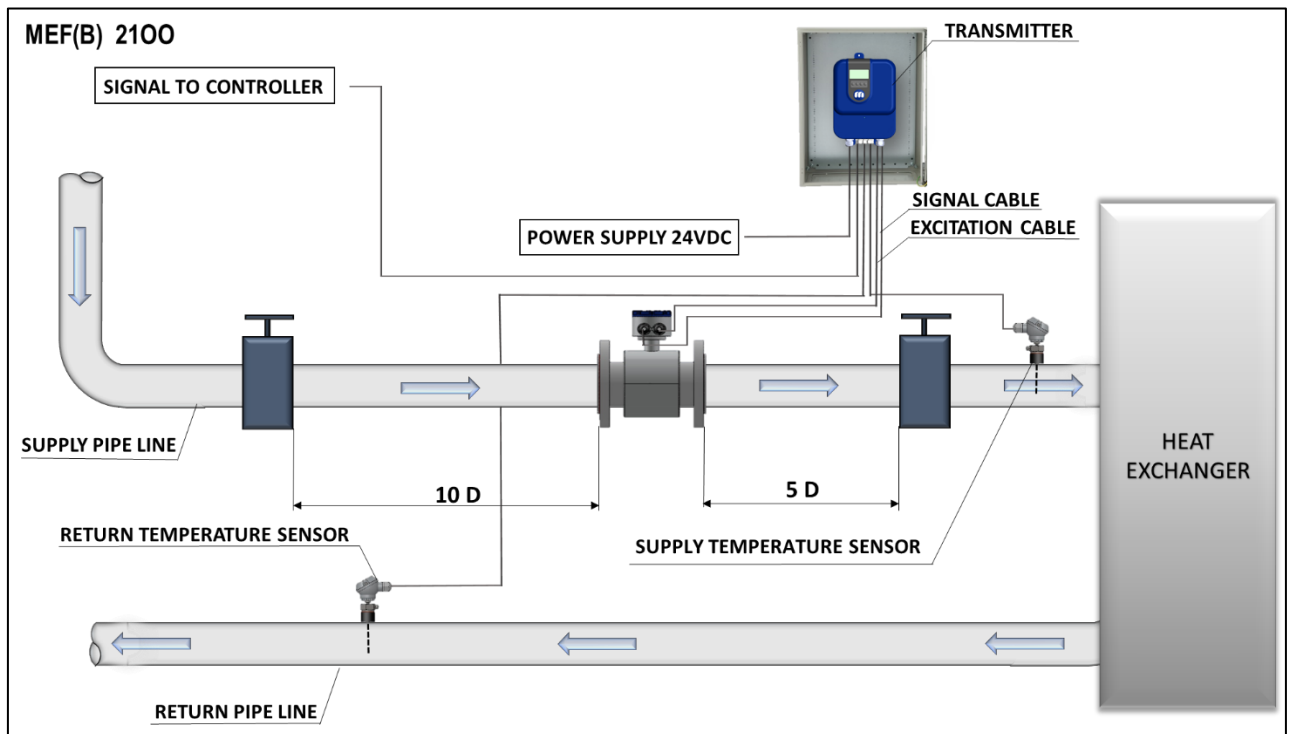 MEF(B) 21OO
TRANSMITTER
SIGNAL TO CONTROLLER
SIGNAL CABLE
EXCITATION CABLE
POWER SUPPLY 24VDC
SUPPLY PIPE LINE
HEAT
EXCHANGER
10 D
5 D
RETURN TEMPERATURE SENSOR
SUPPLY TEMPERATURE SENSOR
RETURN PIPE LINE